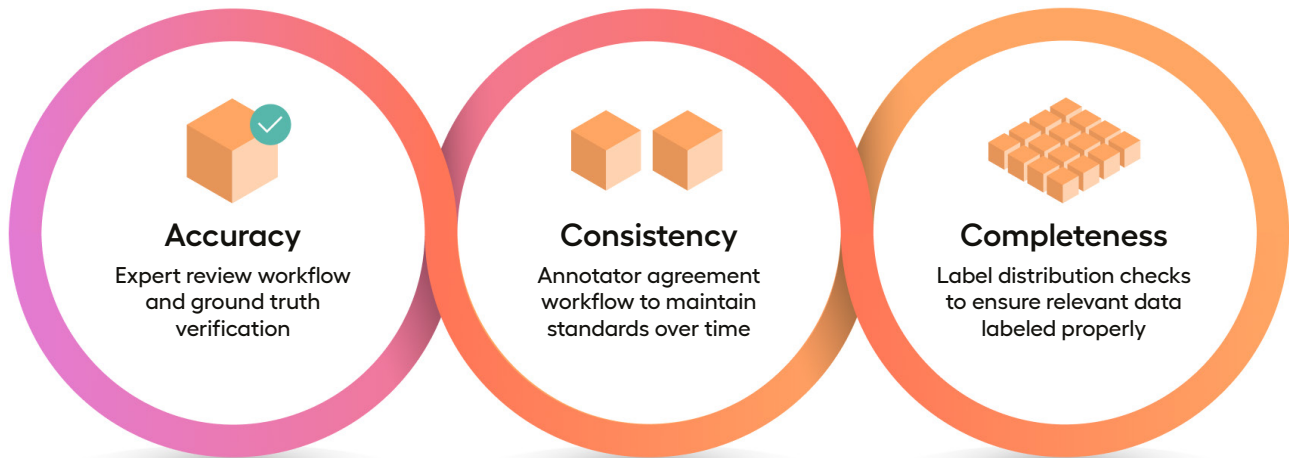 Accuracy
Expert review workflow
and ground truth
verification
Consistency
Annotator agreement
workflow to maintain
standards over time
Completeness
Label distribution checks
to ensure relevant data
labeled properly